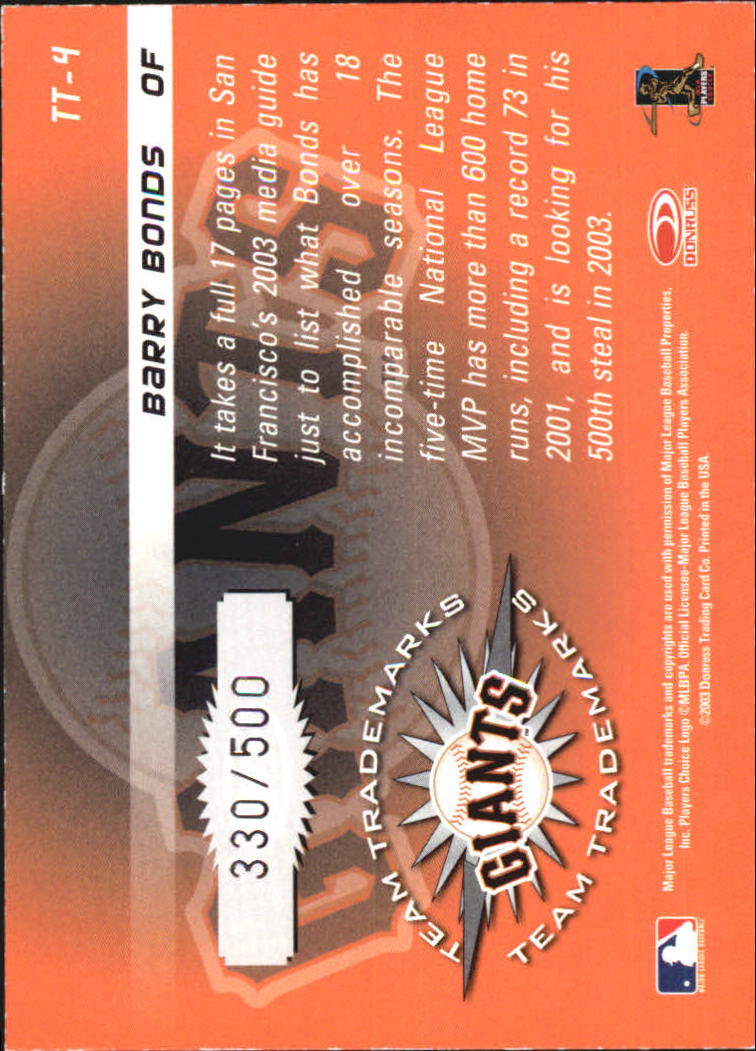 TT-4
BARRY BONDS OF
It takes a full 17 pages in San
Francisco's 2003 media guide
just to list what Bonds has
accomplished over 18
incomparable seasons. The
five-time National League
MVP has more than 600 home
runs, including a record 73 in
2001, and is looking for his
500th steal in 2003.
330/500
TEAM TRADEMARKS
GIANTS
TEAM TRADEMARKS
PLAYERS
DONRUSS
Major League Baseball trademarks and copyrights are used with permission of Major League Baseball Properties,
Inc. Players Choice Logo ©MLBPA, Official Licensee-Major League Baseball Players Association.
©2003 Donruss Trading Card Co. Printed in the USA.
MAJOR LEAGUE BASEBALL
GIANTS